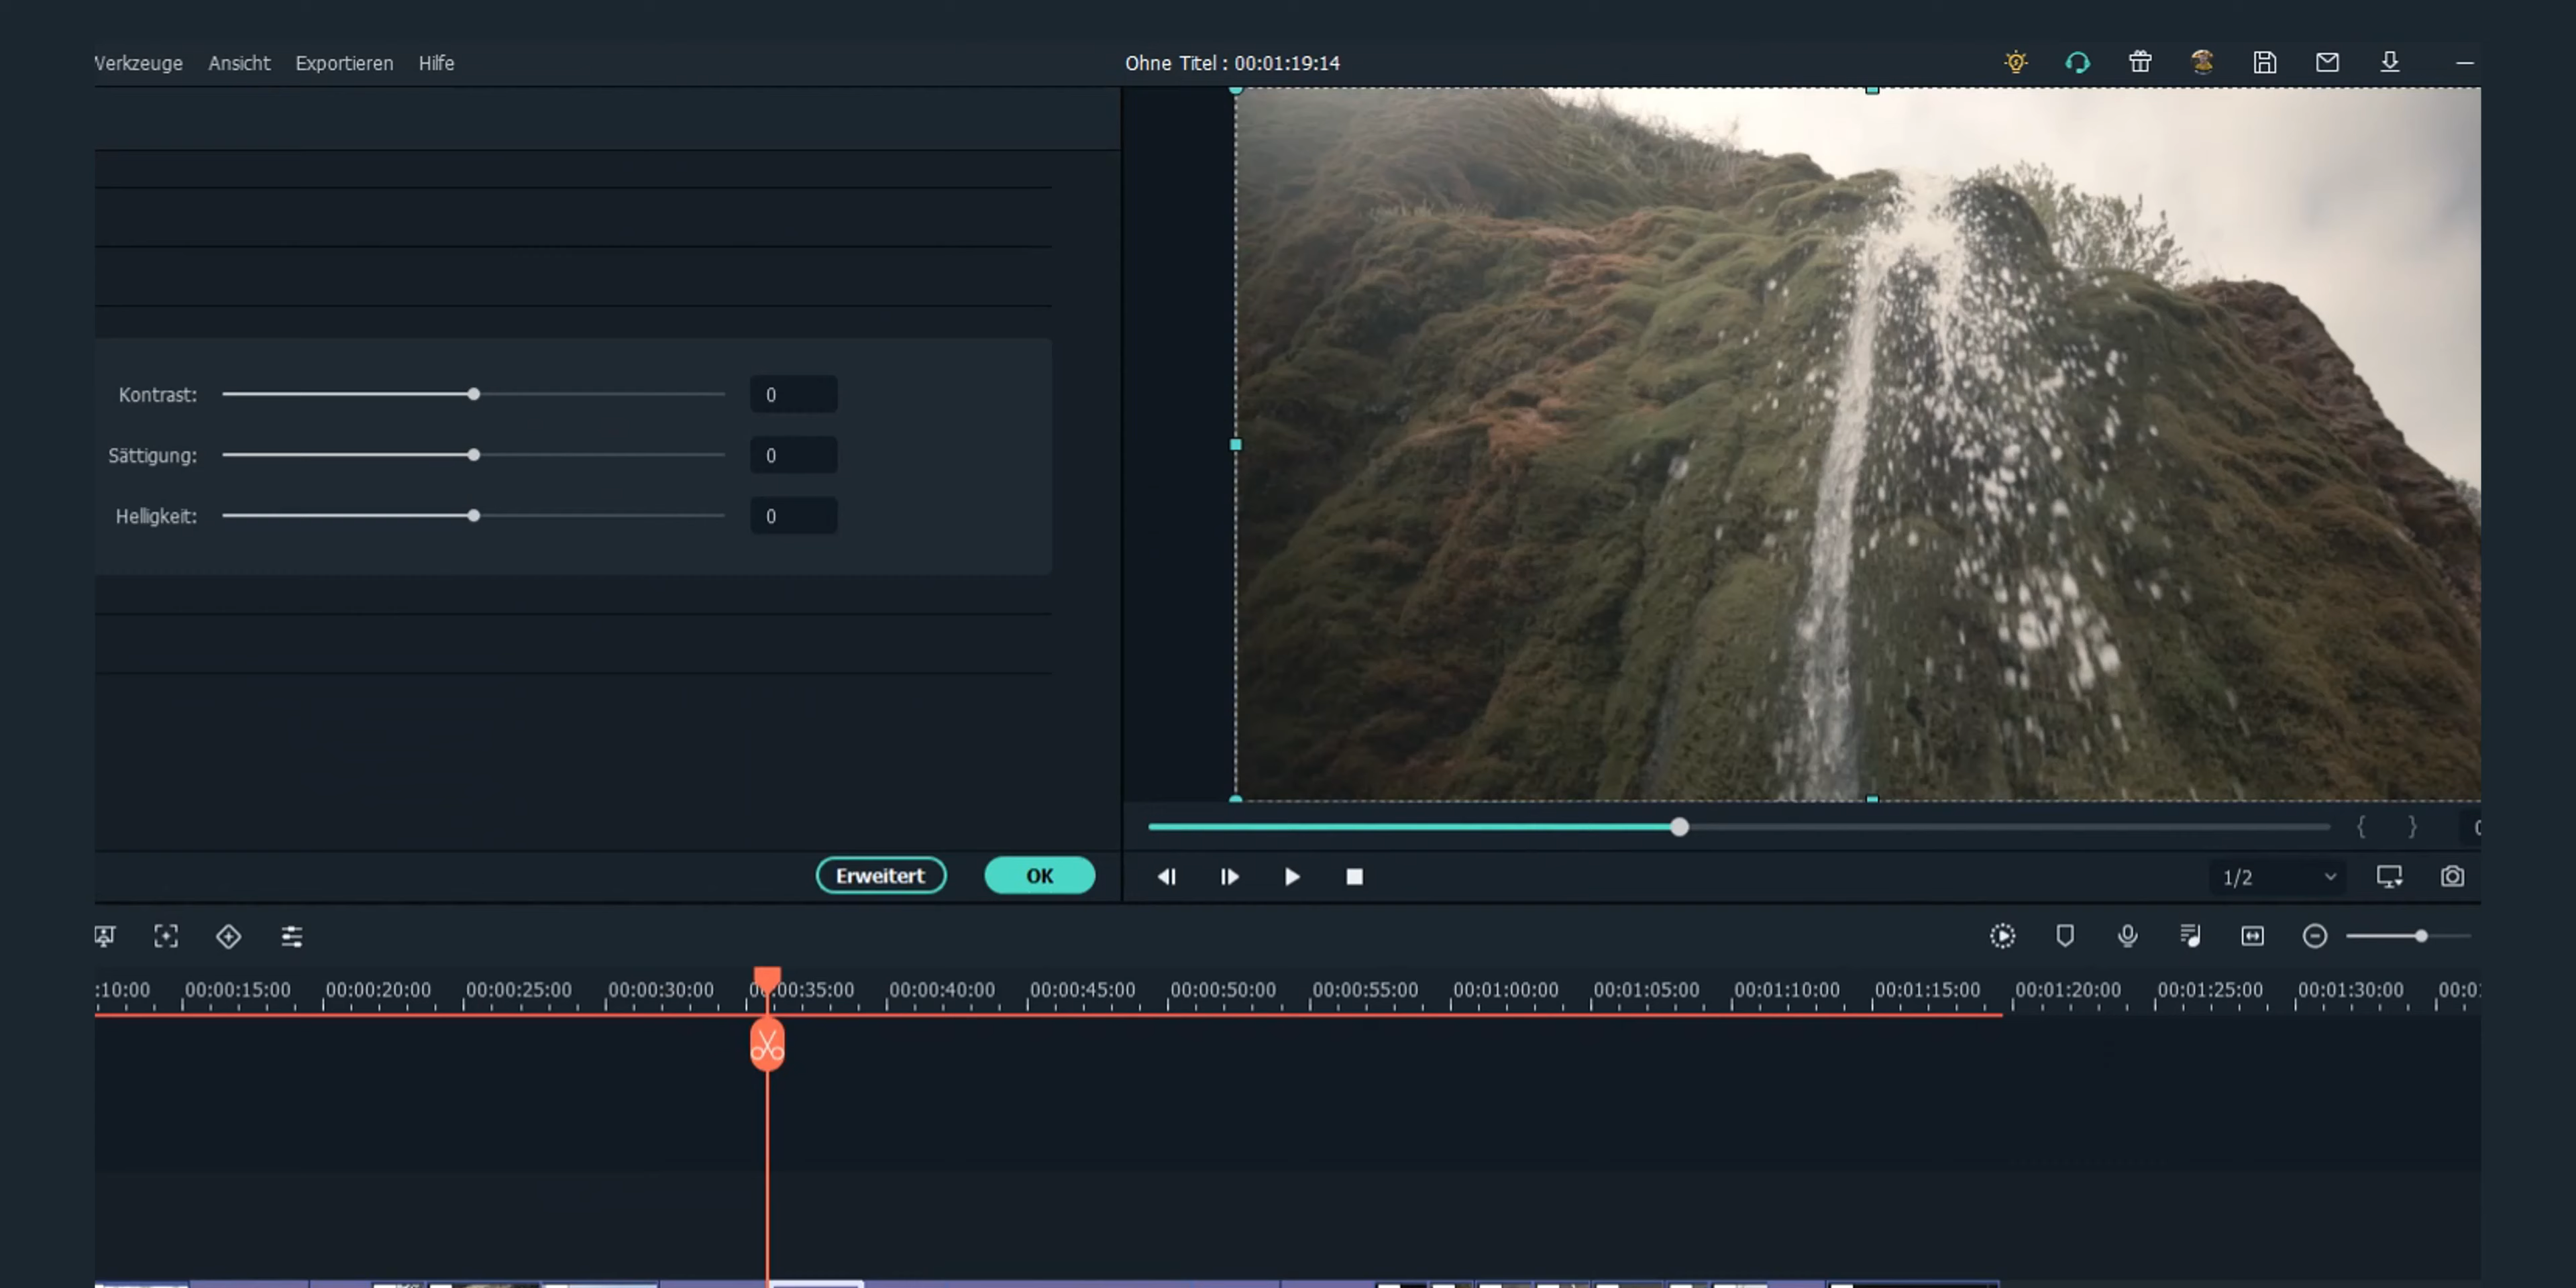 Werkzeuge Ansicht Exportieren Hilfe
Ohne Titel : 00:01:19:14
Kontrast: 0
Sättigung: 0
Helligkeit: 0
Erweitert OK
1/2
:10:00 00:00:15:00 00:00:20:00 00:00:25:00 00:00:30:00 00:00:35:00 00:00:40:00 00:00:45:00 00:00:50:00 00:00:55:00 00:01:00:00 00:01:05:00 00:01:10:00 00:01:15:00 00:01:20:00 00:01:25:00 00:01:30:00 00:0